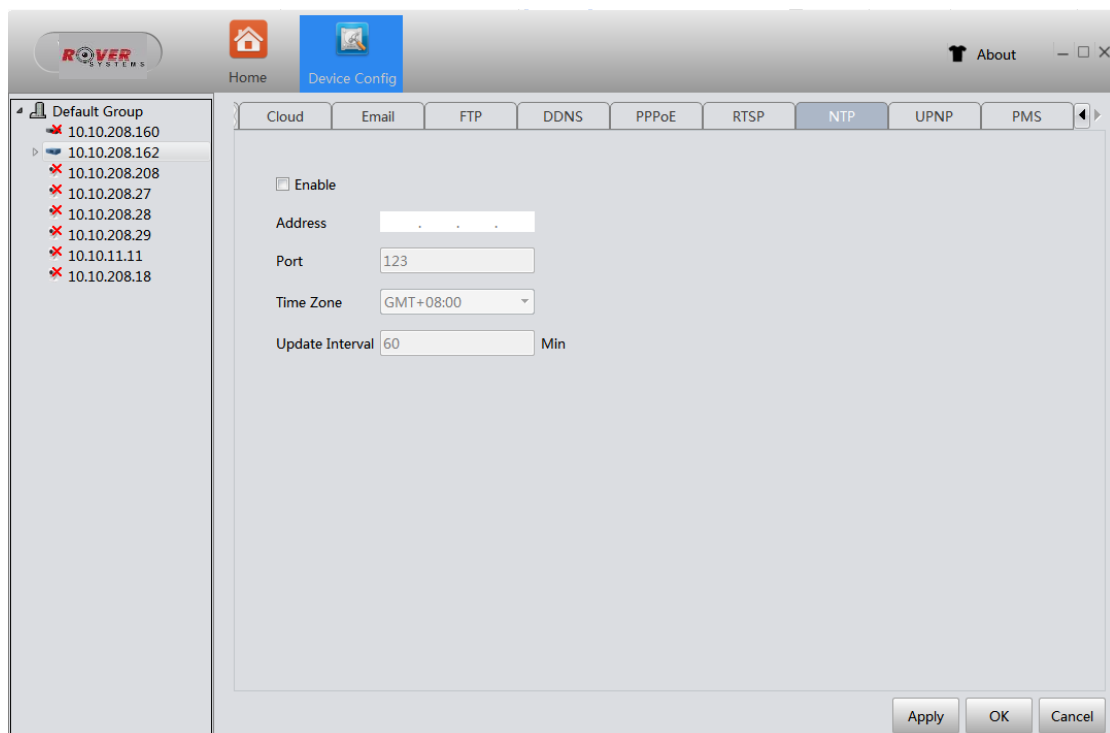 ROVER
SYSTEMS
Home
Device Config
About
Default Group
10.10.208.160
10.10.208.162
10.10.208.208
10.10.208.27
10.10.208.28
10.10.208.29
10.10.11.11
10.10.208.18
Cloud Email FTP DDNS PPPoE RTSP NTP UPNP PMS
Enable
Address . . .
Port 123
Time Zone GMT+08:00
Update Interval 60 Min
Apply OK Cancel